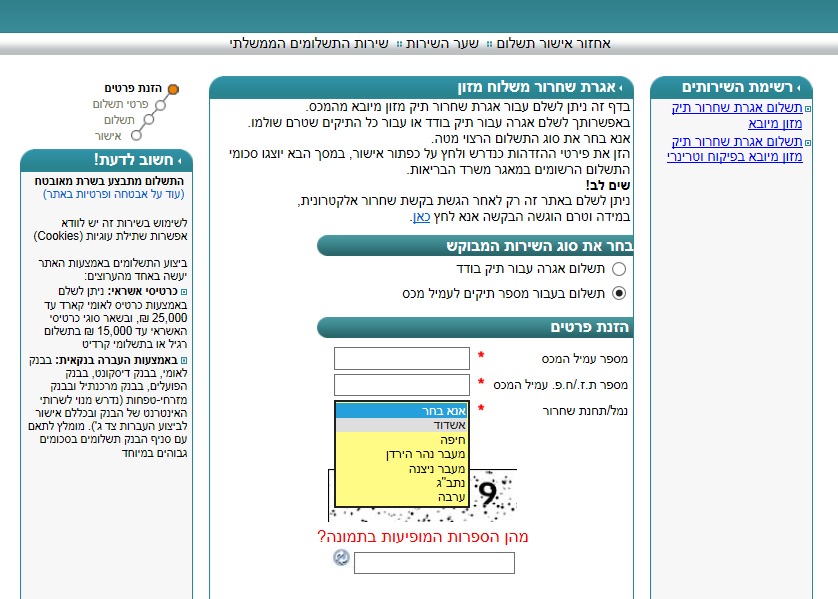 אחזור אישור תשלום :: שער השירות :: שירות התשלומים הממשלתי
רשימת השירותים
תשלום אגרת שחרור תיק
מזון מיובא
תשלום אגרת שחרור תיק
מזון מיובא בפיקוח וטרינרי
אגרת שחרור משלוח מזון
בדף זה ניתן לשלם עבור אגרת שחרור תיק מזון מיובא מהמכס.
באפשרותך לשלם אגרה עבור תיק בודד או עבור כל התיקים שטרם שולמו.
אנא בחר את סוג התשלום הרצוי מטה.
הזן את פירטי ההזדהות כנדרש ולחץ על כפתור אישור, במסך הבא יוצגו סכומי
התשלום הרשומים במאגר משרד הבריאות.
שים לב!
ניתן לשלם באתר זה רק לאחר הגשת בקשת שחרור אלקטרונית,
במידה וטרם הוגשה הבקשה אנא לחץ כאן.
בחר את סוג השירות המבוקש
תשלום אגרה עבור תיק בודד
תשלום בעבור מספר תיקים לעמיל מכס
הזנת פרטים
מספר עמיל המכס *
מספר ת.ז./ח.פ. עמיל המכס *
נמל/תחנת שחרור *
אנא בחר
אשדוד
חיפה
מעבר נהר הירדן
מעבר ניצנה
נתב"ג
ערבה
9
מהן הספרות המופיעות בתמונה?
הזנת פרטים
פרטי תשלום
תשלום
אישור
חשוב לדעת!
התשלום מתבצע בשרת מאובטח
(עוד על אבטחה ופרטיות באתר)
לשימוש בשירות זה יש לוודא
אפשרות שתילת עוגיות (Cookies)
ביצוע התשלומים באמצעות האתר
יעשה באחד מהערוצים:
כרטיסי אשראי: ניתן לשלם
באמצעות כרטיס לאומי קארד עד
25,000 ₪, ובשאר סוגי כרטיסי
האשראי עד 15,000 ₪ בתשלום
רגיל או בתשלומי קרדיט
באמצעות העברה בנקאית: בבנק
לאומי, בבנק דיסקונט, בבנק
הפועלים, בבנק מרכנתיל ובבנק
מזרחי-טפחות (נדרש מנוי לשרותי
האינטרנט של הבנק ובכללם אישור
לביצוע העברות צד ג'). מומלץ לתאם
עם סניף הבנק תשלומים בסכומים
גבוהים במיוחד